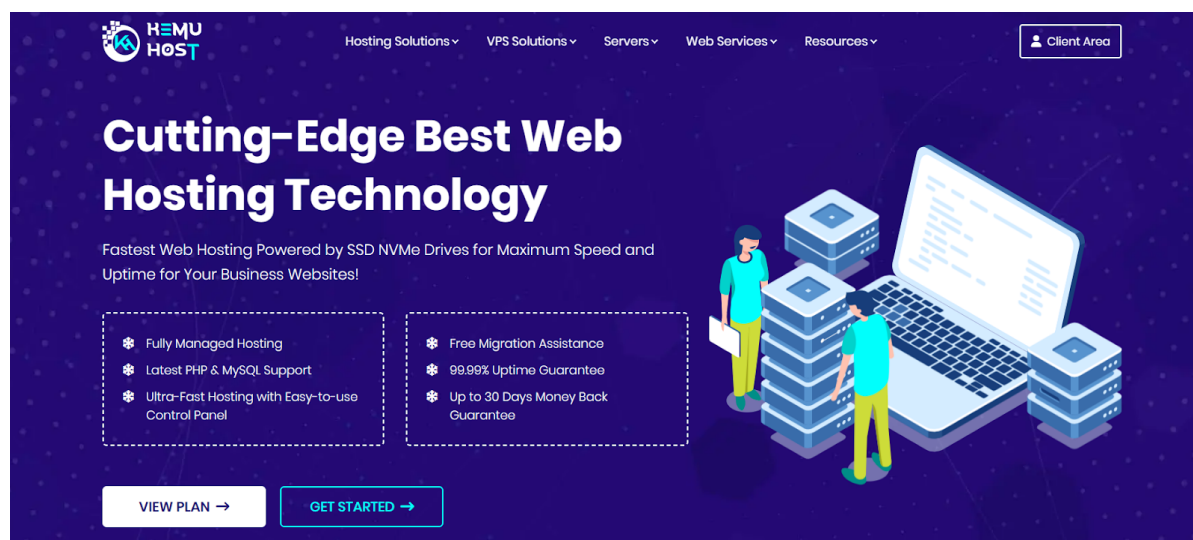 HEMU
HOST
Hosting Solutions
VPS Solutions
Servers
Web Services
Resources
Client Area
Cutting-Edge Best Web
Hosting Technology
Fastest Web Hosting Powered by SSD NVMe Drives for Maximum Speed and
Uptime for Your Business Websites!
Fully Managed Hosting
Latest PHP & MySQL Support
Ultra-Fast Hosting with Easy-to-use
Control Panel
Free Migration Assistance
99.99% Uptime Guarantee
Up to 30 Days Money Back
Guarantee
VIEW PLAN →
GET STARTED →